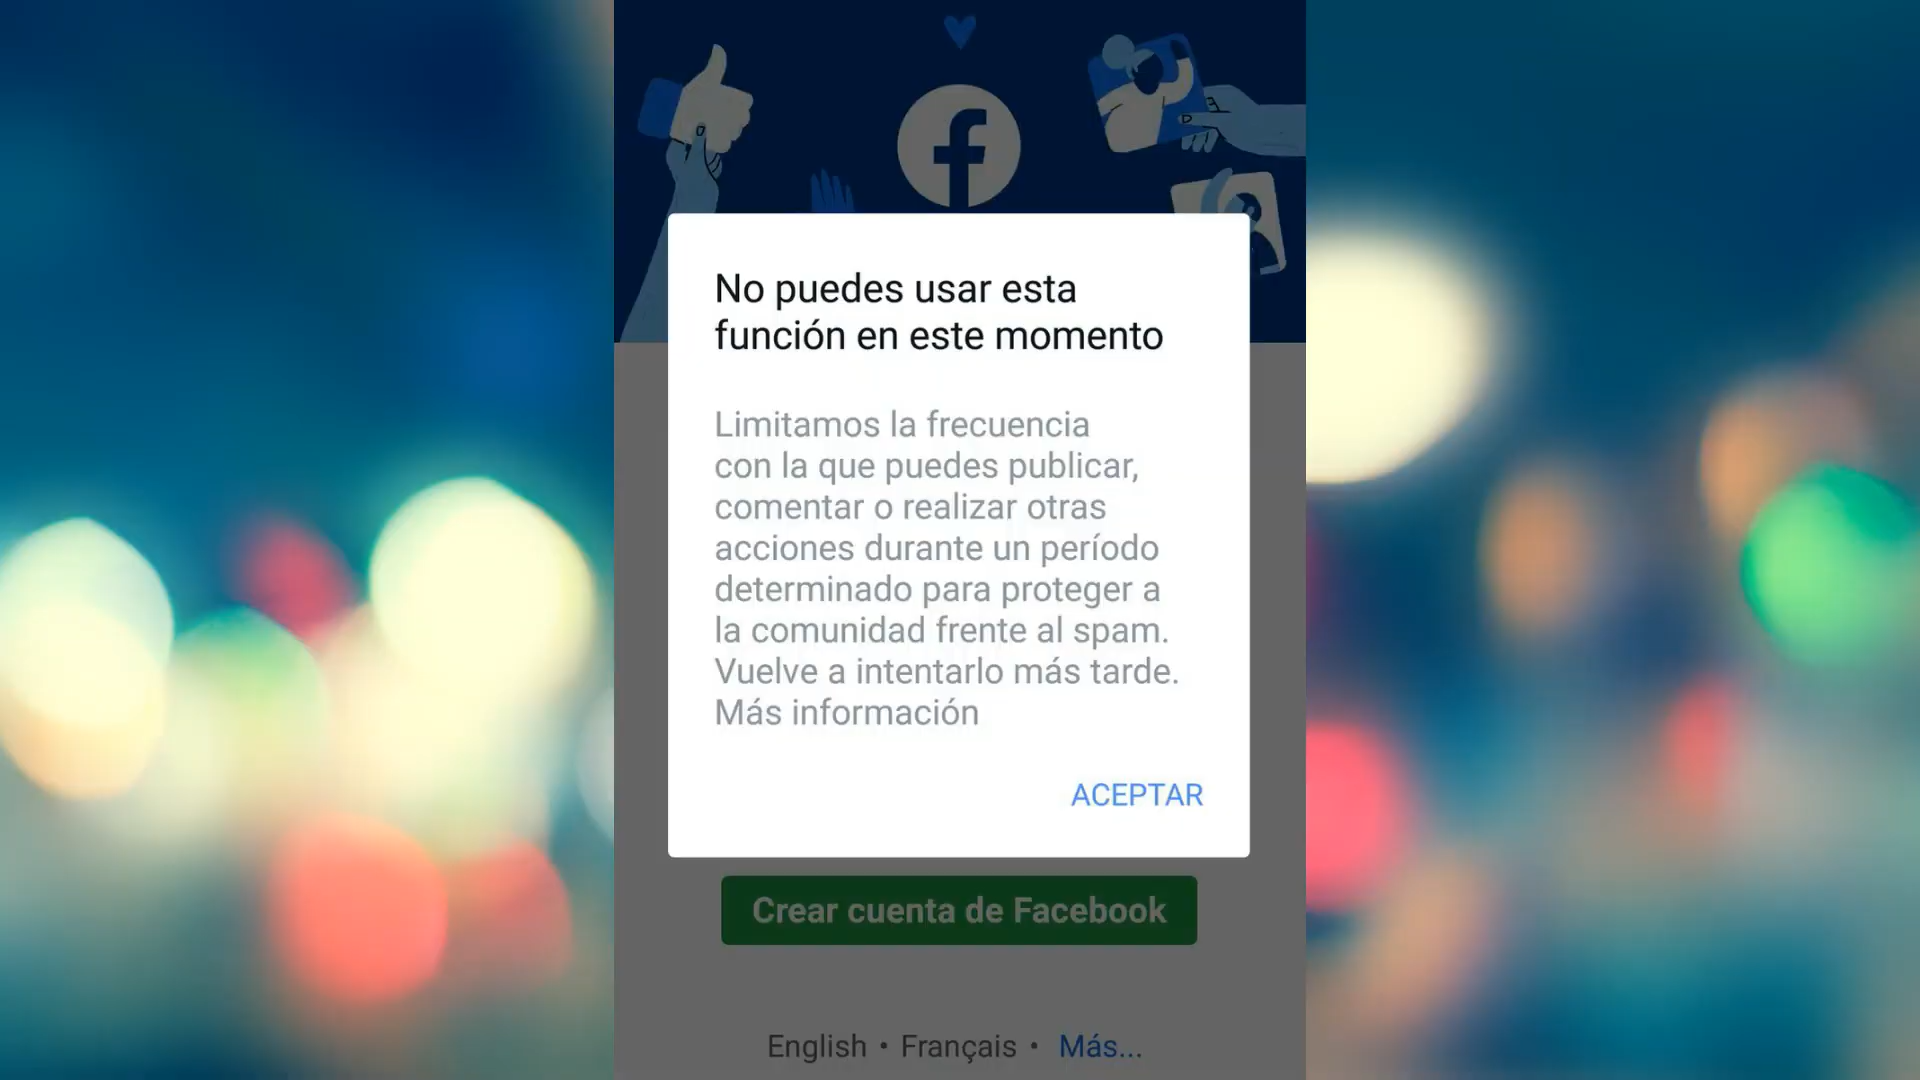 No puedes usar esta
función en este momento
Limitamos la frecuencia
con la que puedes publicar,
comentar o realizar otras
acciones durante un período
determinado para proteger a
la comunidad frente al spam.
Vuelve a intentarlo más tarde.
Más información
ACEPTAR
Crear cuenta de Facebook
English • Français • Más...